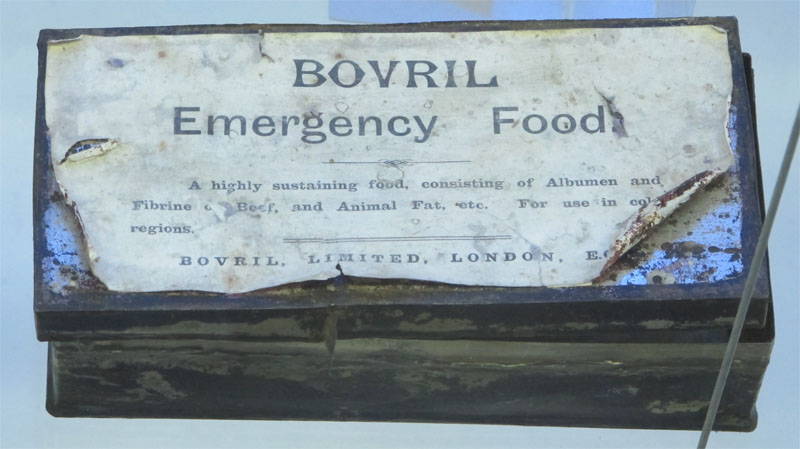 BOVRIL
Emergency Food.
A highly sustaining food, consisting of Albumen and
Fibrine Beef, and Animal Fat, etc. For use in
regions.
BOVRIL, LIMITED, LONDON,